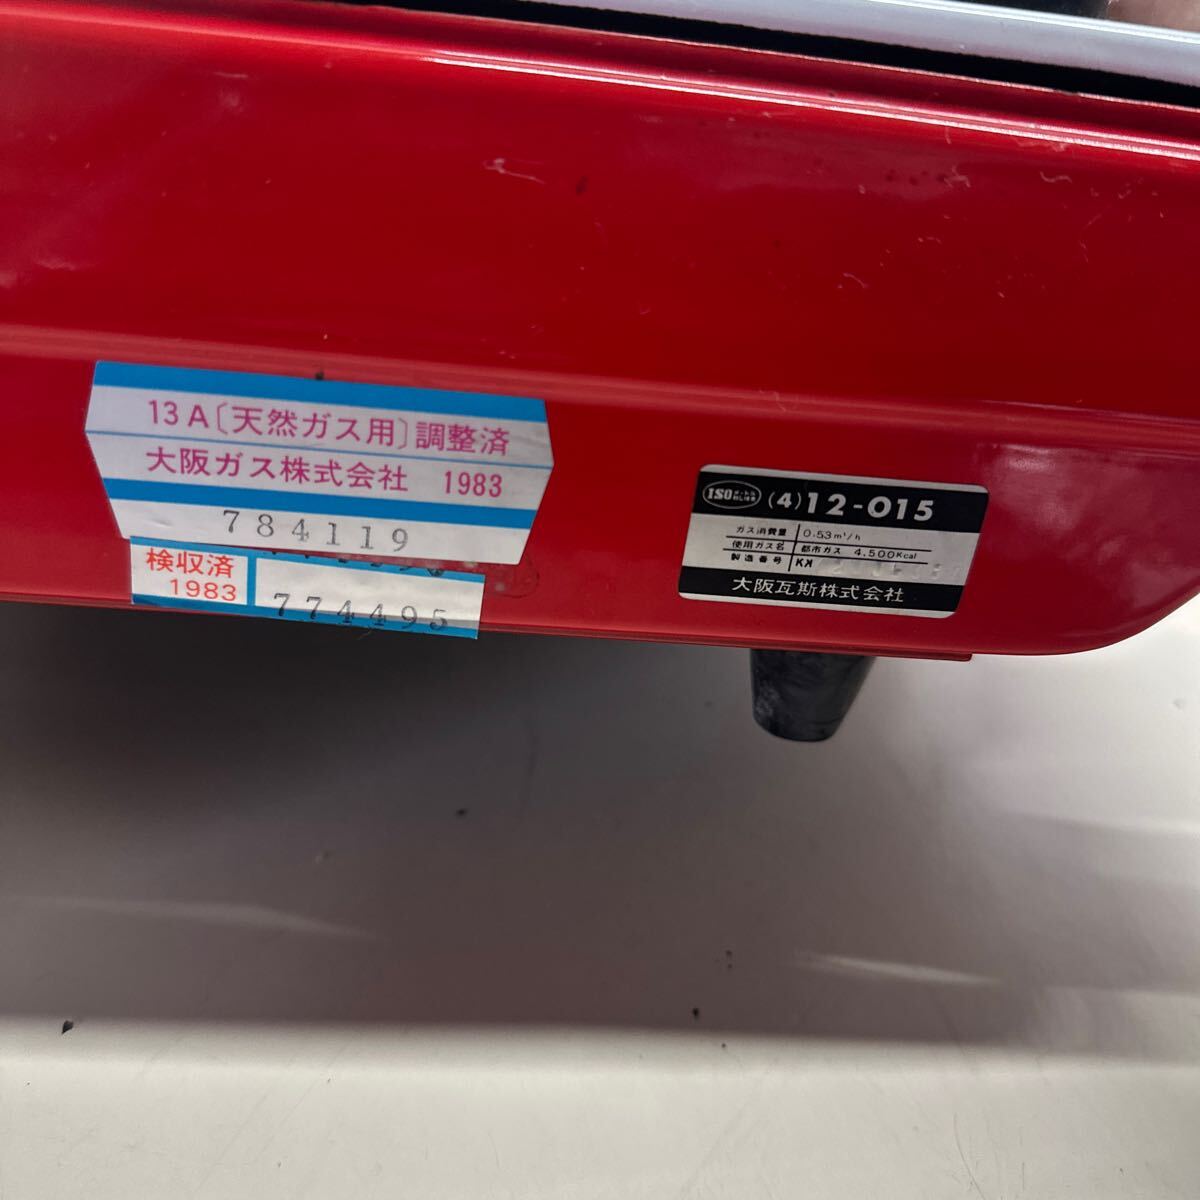 13A〔天然ガス用〕調整済
大阪ガス株式会社 1983
784119
検収済
1983
774495
ISO (4)12-015
ガス消費量 0.53m³/h
使用ガス名 都市ガス 4,500Kcal
製造番号 KK
大阪瓦斯株式会社